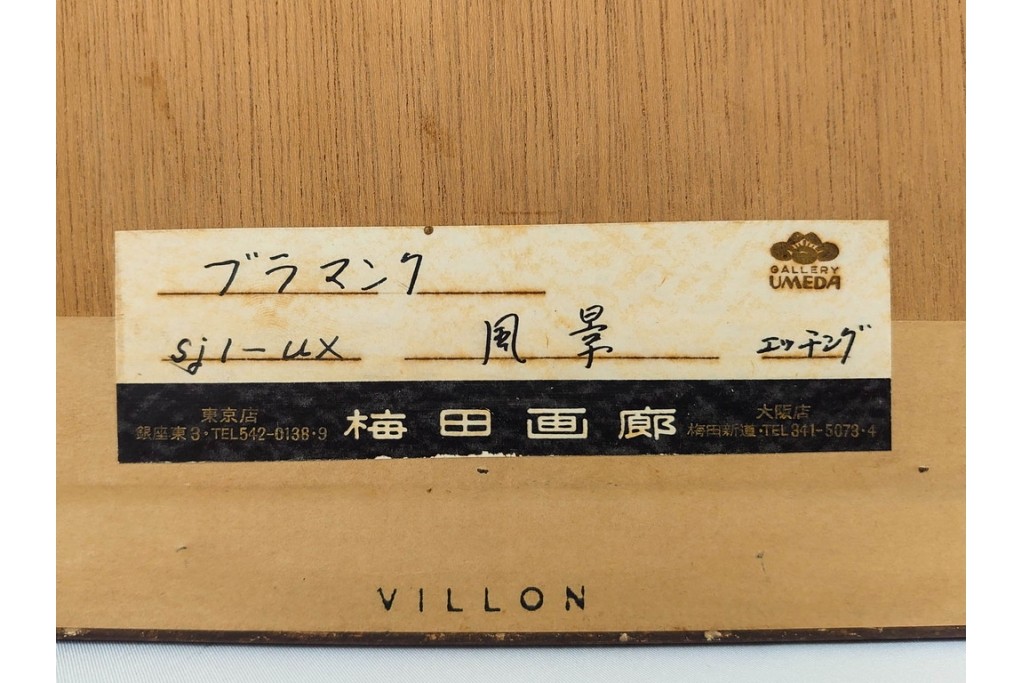 ブラマンク
GALLERY
UMEDA
sj1-ux 風景 エッチング
東京店
銀座東3・TEL542-0138・9
梅田画廊
大阪店
梅田新道・TEL341-5073・4
VILLON